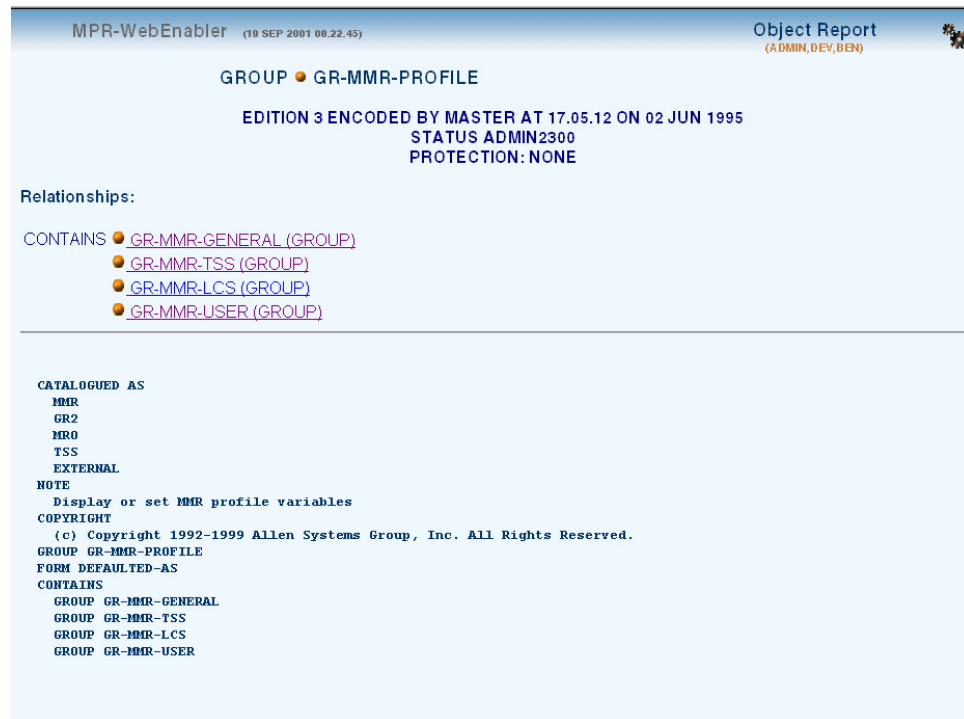 MPR-WebEnabler (19 SEP 2001 08.22.45) Object Report
(ADMIN,DEV,BEN)
GROUP GR-MMR-PROFILE
EDITION 3 ENCODED BY MASTER AT 17.05.12 ON 02 JUN 1995
STATUS ADMIN2300
PROTECTION: NONE
Relationships:
CONTAINS GR-MMR-GENERAL (GROUP)
GR-MMR-TSS (GROUP)
GR-MMR-LCS (GROUP)
GR-MMR-USER (GROUP)
CATALOGUED AS
MMR
GR2
MRO
TSS
EXTERNAL
NOTE
Display or set MMR profile variables
COPYRIGHT
(c) Copyright 1992-1999 Allen Systems Group, Inc. All Rights Reserved.
GROUP GR-MMR-PROFILE
FORM DEFAULTED-AS
CONTAINS
GROUP GR-MMR-GENERAL
GROUP GR-MMR-TSS
GROUP GR-MMR-LCS
GROUP GR-MMR-USER